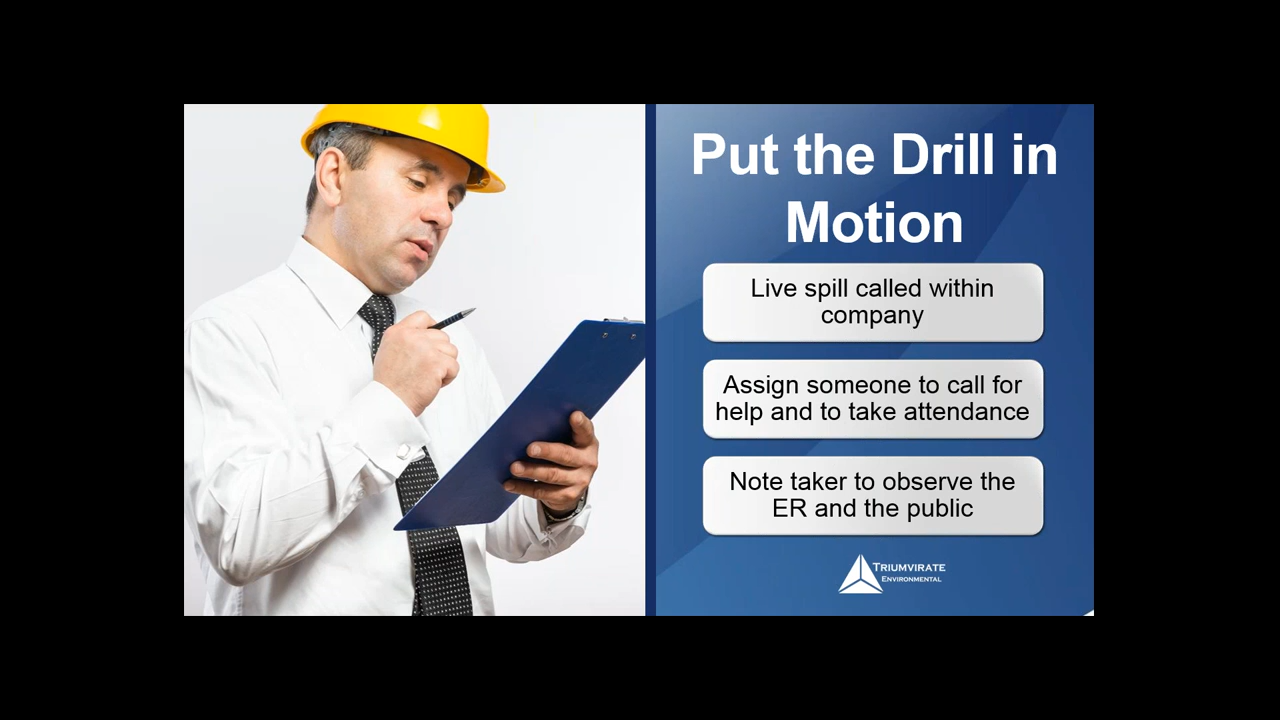 Put the Drill in
Motion
Live spill called within
company
Assign someone to call for
help and to take attendance
Note taker to observe the
ER and the public
TRIUMVIRATE
ENVIRONMENTAL